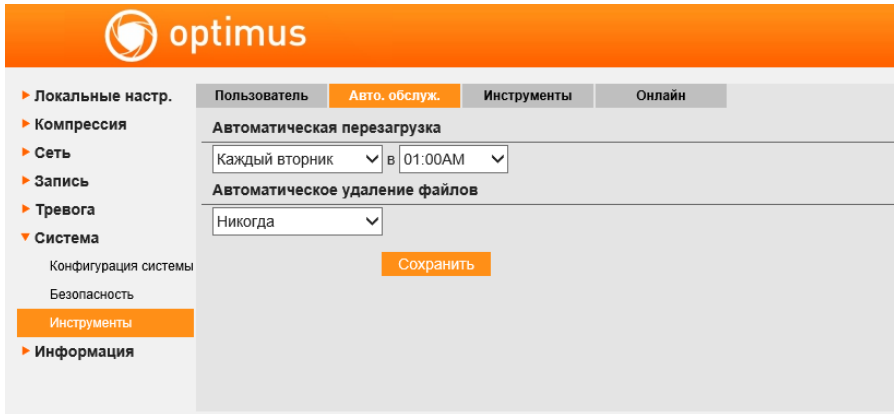 optimus
Локальные настр.
Компрессия
Сеть
Запись
Тревога
Система
Конфигурация системы
Безопасность
Инструменты
Информация
Пользователь Авто. обслуж. Инструменты Онлайн
Автоматическая перезагрузка
Каждый вторник в 01:00AM
Автоматическое удаление файлов
Никогда
Сохранить